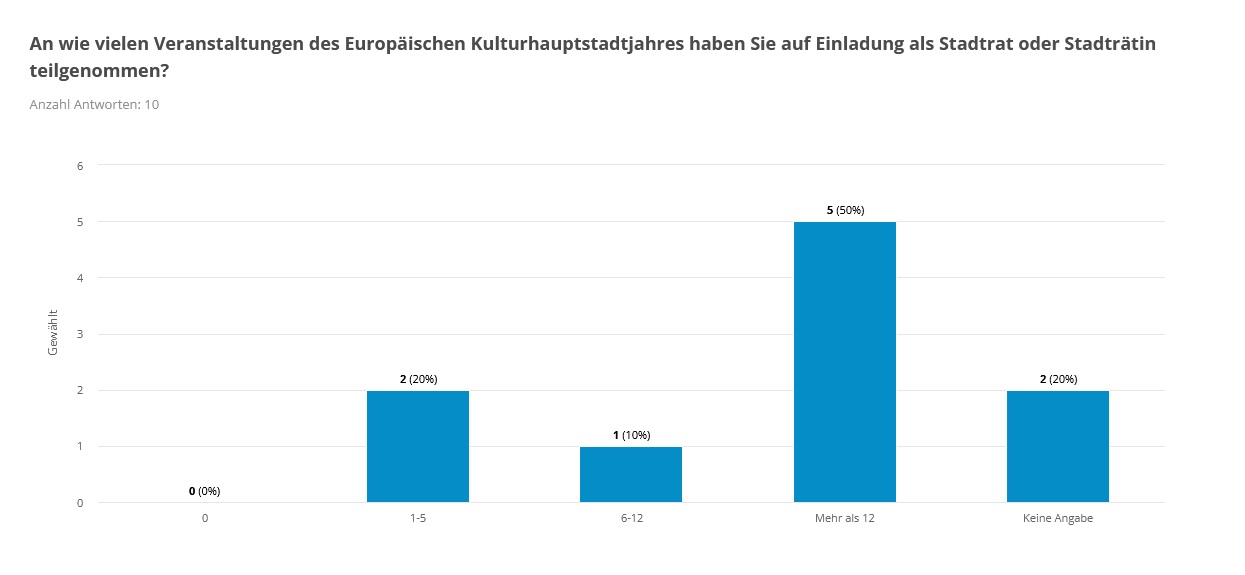 An wie vielen Veranstaltungen des Europäischen Kulturhauptstadtjahres haben Sie auf Einladung als Stadtrat oder Stadträtin
teilgenommen?
Anzahl Antworten: 10
Gewählt
6
5
4
3
2
1
0
0 (0%)
2 (20%)
1 (10%)
5 (50%)
2 (20%)
0
1-5
6-12
Mehr als 12
Keine Angabe